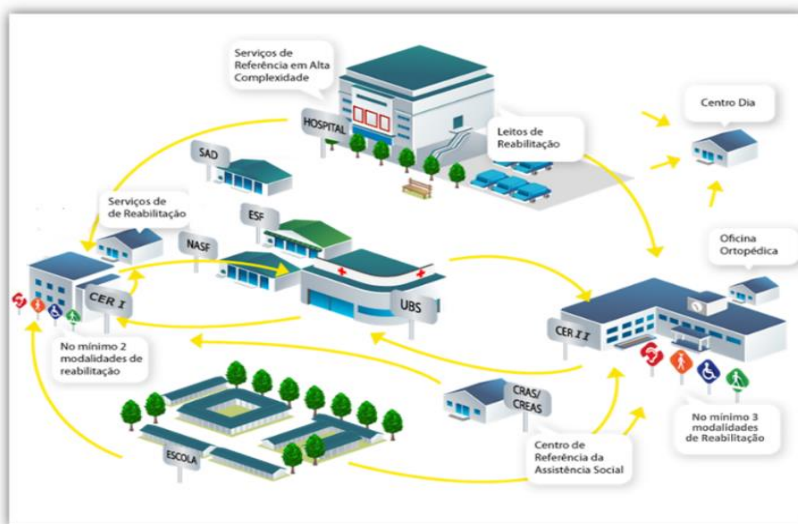 Serviços de
Referência em Alta
Complexidade
HOSPITAL
Leitos de
Reabilitação
Centro Dia
SAD
Serviços de
de Reabilitação
ESF
NASF
Oficina
Ortopédica
CER I
UBS
CER II
No mínimo 2
modalidades de
reabilitação
CRAS/
CREAS
No mínimo 3
modalidades
de Reabilitação
ESCOLA
Centro de
Referência da
Assistência Social